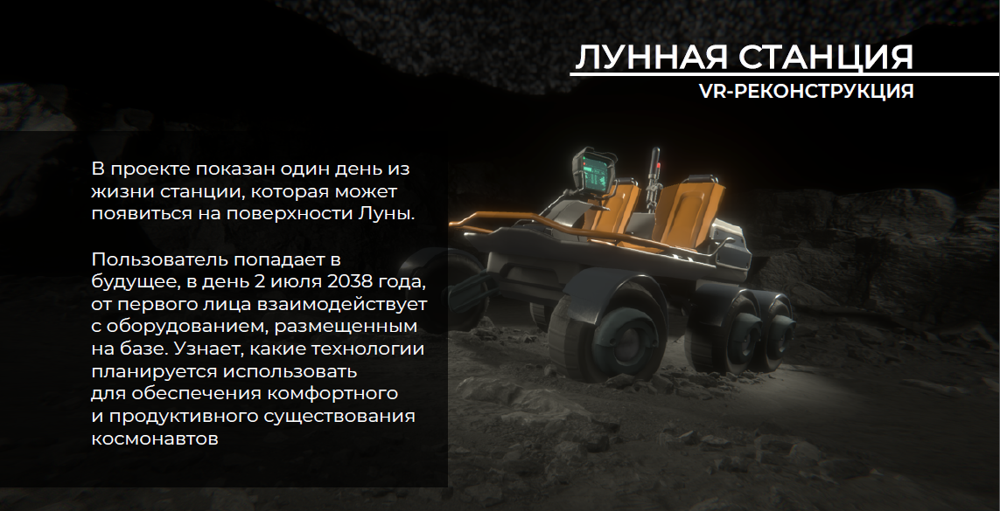 ЛУННАЯ СТАНЦИЯ
VR-РЕКОНСТРУКЦИЯ
В проекте показан один день из
жизни станции, которая может
появиться на поверхности Луны.
Пользователь попадает в
будущее, в день 2 июля 2038 года,
от первого лица взаимодействует
с оборудованием, размещенным
на базе. Узнает, какие технологии
планируется использовать
для обеспечения комфортного
и продуктивного существования
космонавтов